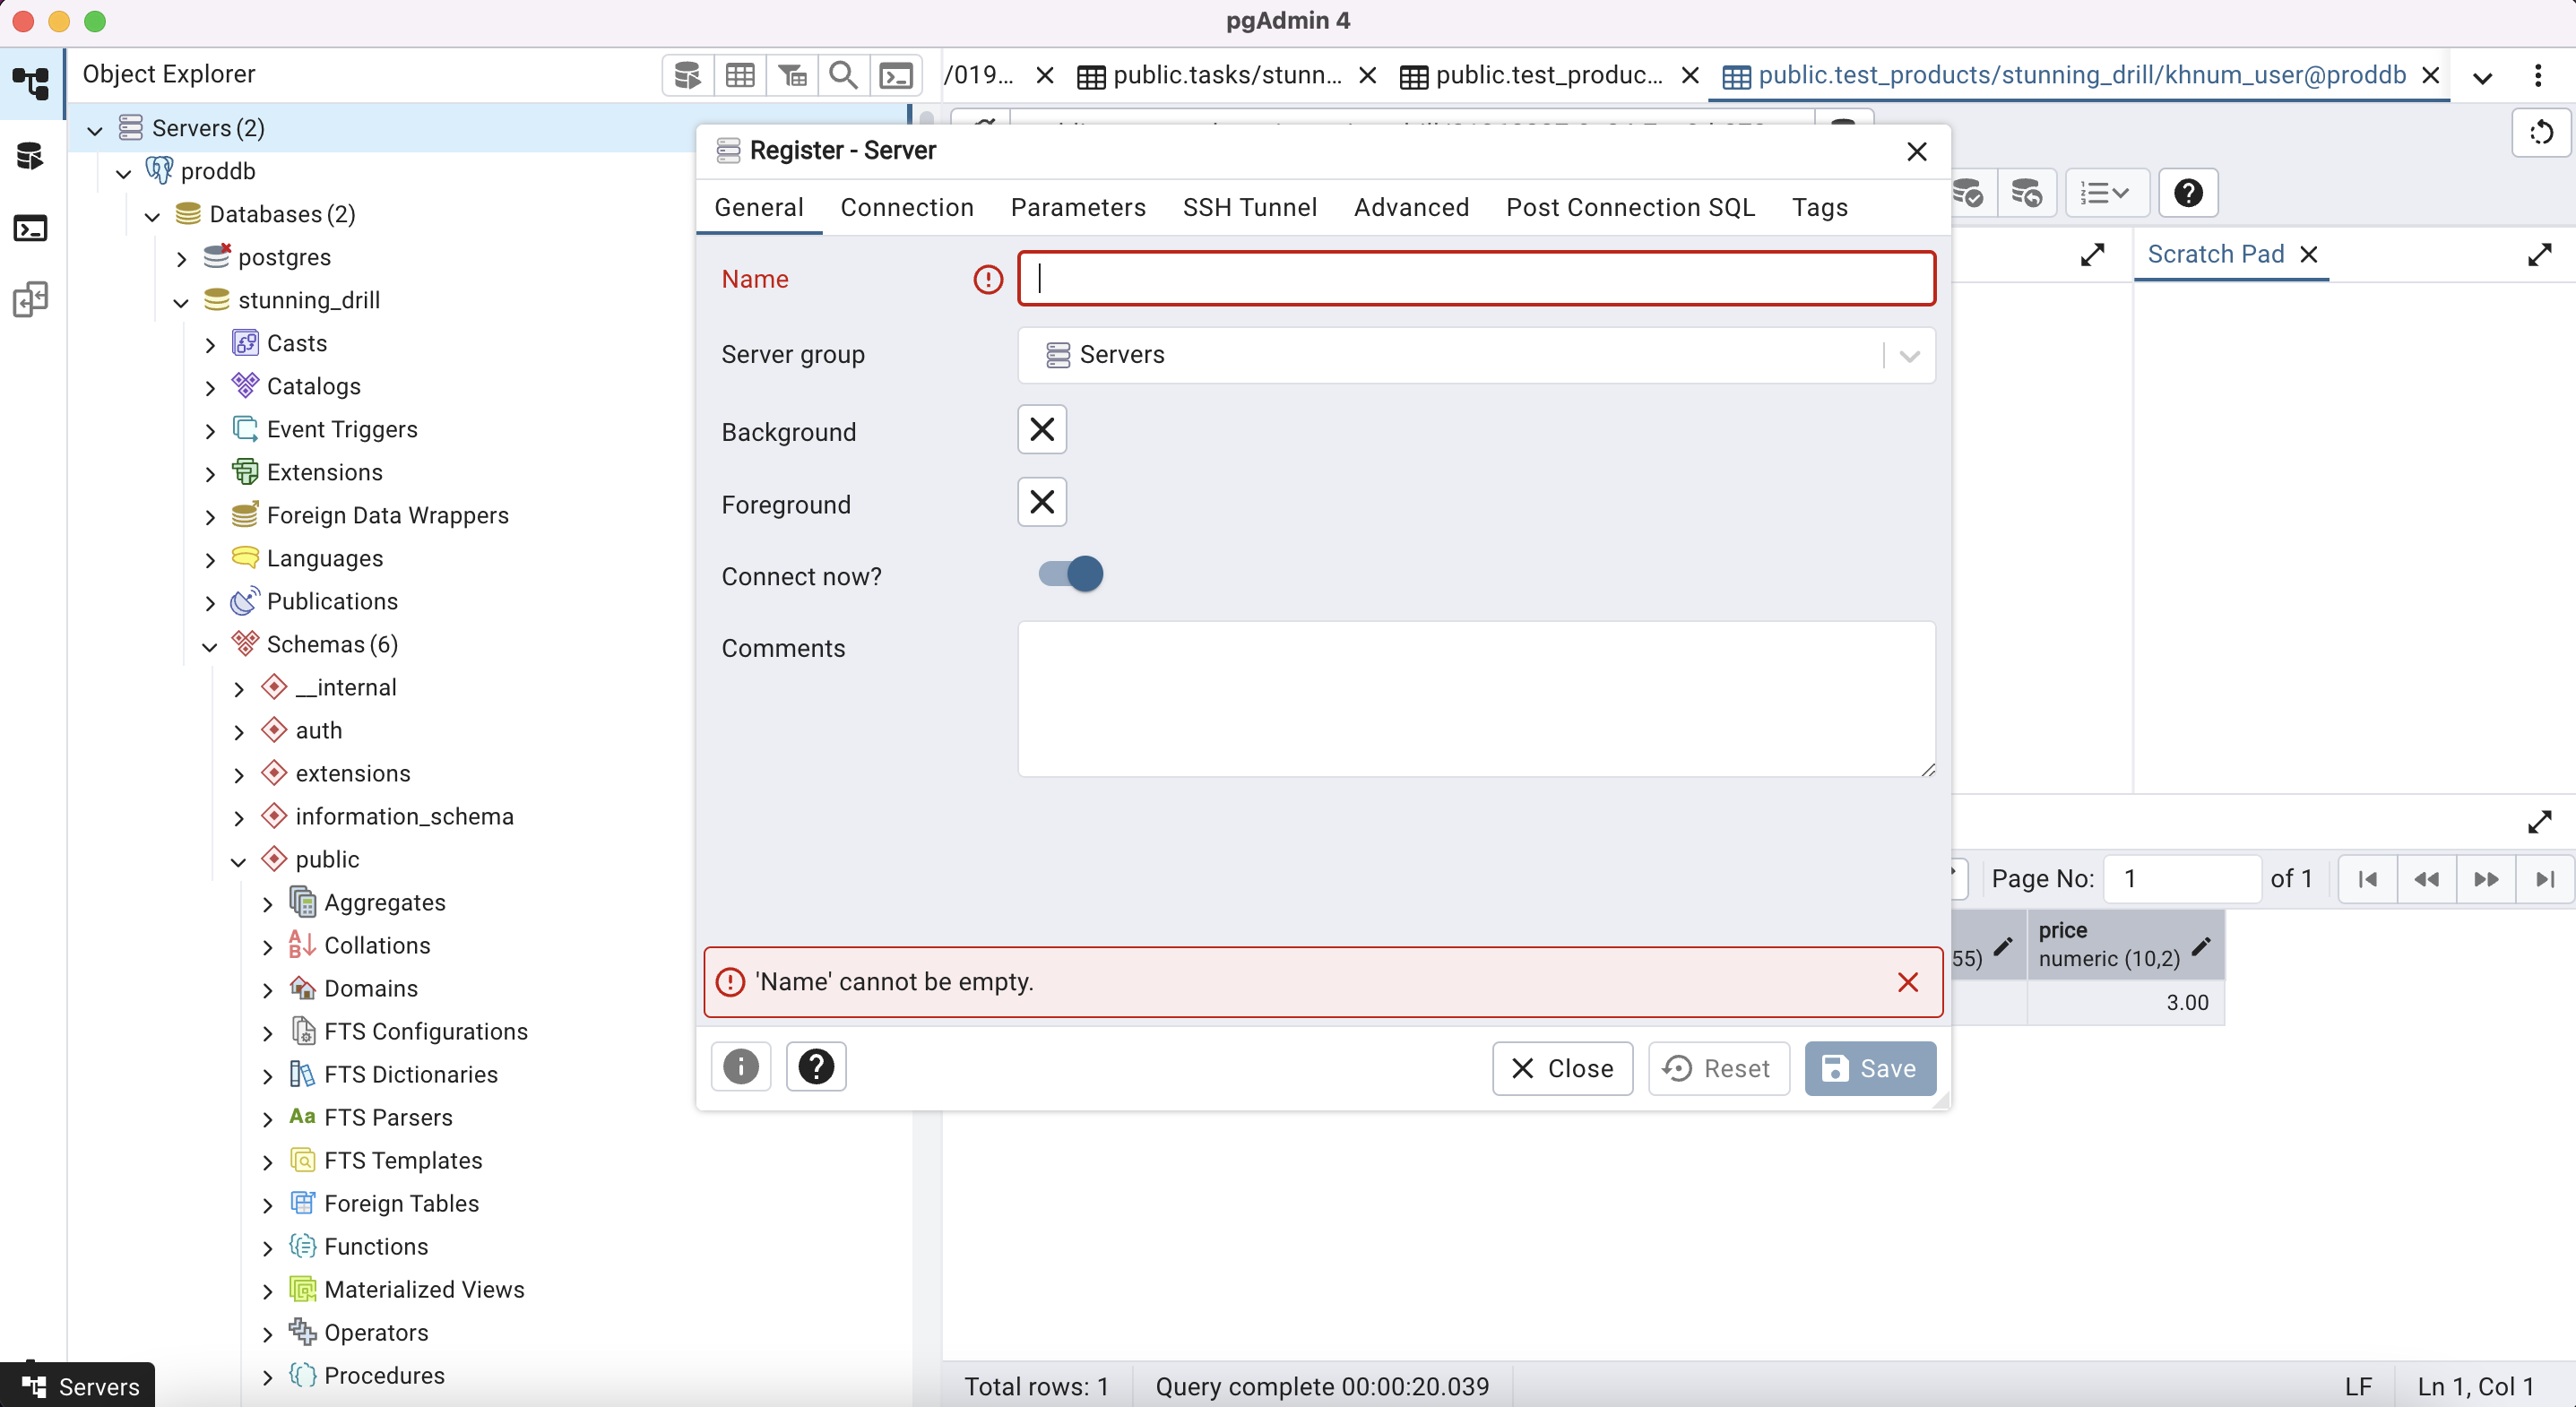 pgAdmin 4
Object Explorer
/019...
public.tasks/stunn...
public.test_produc...
public.test_products/stunning_drill/khnum_user@proddb
Servers (2)
proddb
Databases (2)
postgres
stunning_drill
Casts
Catalogs
Event Triggers
Extensions
Foreign Data Wrappers
Languages
Publications
Schemas (6)
__internal
auth
extensions
information_schema
public
Aggregates
Collations
Domains
FTS Configurations
FTS Dictionaries
Aa FTS Parsers
FTS Templates
Foreign Tables
Functions
Materialized Views
Operators
Procedures
Servers
Register - Server
General
Connection
Parameters
SSH Tunnel
Advanced
Post Connection SQL
Tags
Name
Server group
Servers
Background
Foreground
Connect now?
Comments
'Name' cannot be empty.
Close
Reset
Save
Scratch Pad
Page No:
1
of 1
55)
price
numeric (10,2)
3.00
Total rows: 1
Query complete 00:00:20.039
LF
Ln 1, Col 1